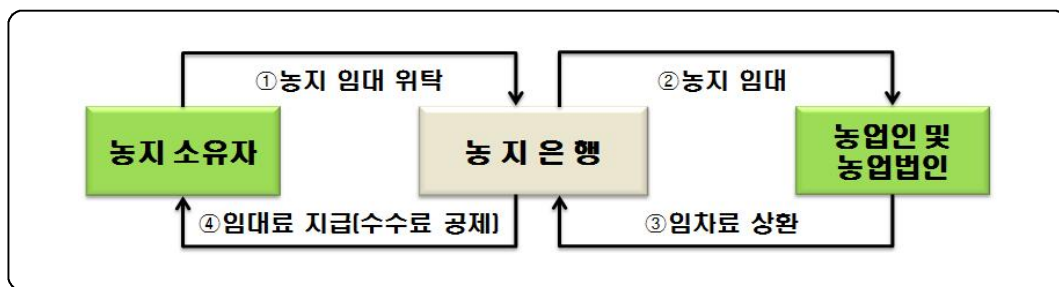 ①농지 임대 위탁
②농지 임대
농지 소유자
농 지 은 행
농업인 및
농업법인
④임대료 지급(수수료 공제)
③임차료 상환